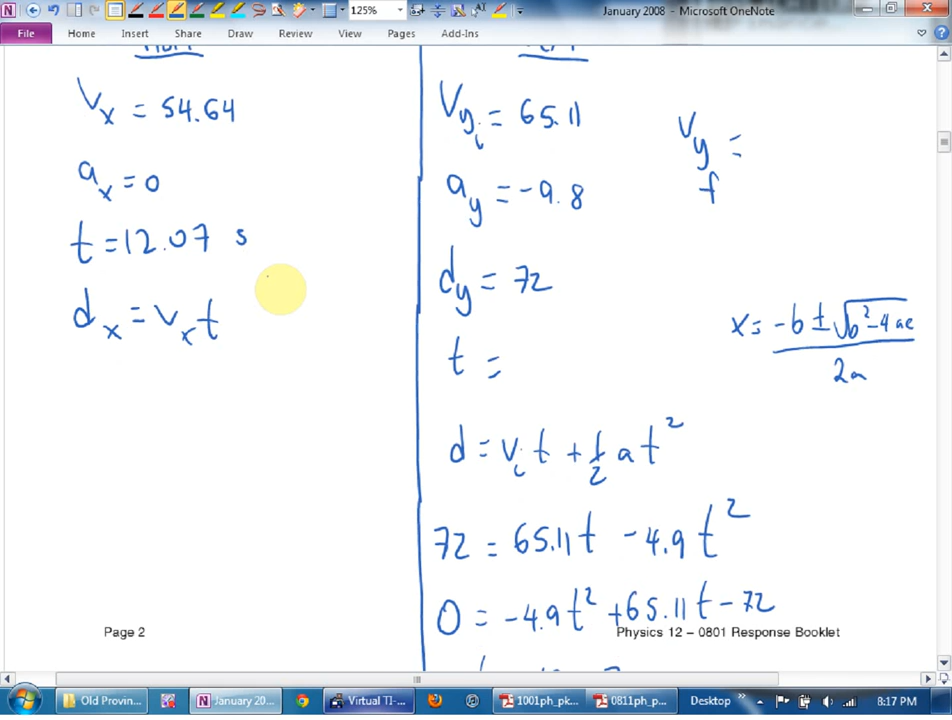 January 2008 - Microsoft OneNote
125%
File Home Insert Share Draw Review View Pages Add-Ins
Vx = 54.64
ax = 0
t = 12.07 s
dx = vx t
Vyi = 65.11
ay = -9.8
dy = 72
t =
d = vi t + 1/2 a t²
72 = 65.11t - 4.9t²
0 = -4.9t² + 65.11t - 72
Vyf =
x = -b ± √b²-4ac
2a
Page 2
Physics 12 – 0801 Response Booklet
Old Provin... January 20... Virtual TI-... 1001ph_pk... 0811ph_p... Desktop 8:17 PM